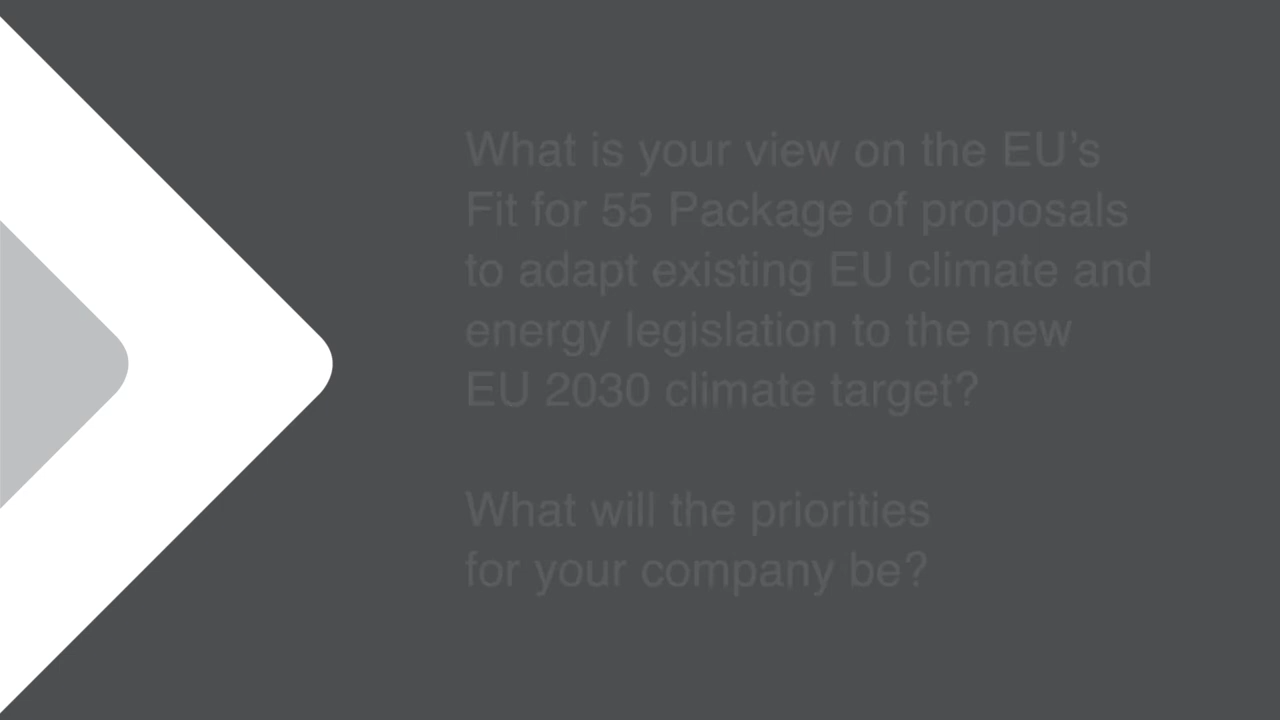 What is your view on the EU’s
Fit for 55 Package of proposals
to adapt existing EU climate and
energy legislation to the new
EU 2030 climate target?
What will the priorities
for your company be?